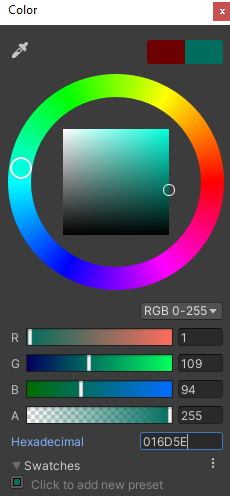 Color
x
RGB 0-255
R 1
G 109
B 94
A 255
Hexadecimal 016D5E
Swatches
Click to add new preset